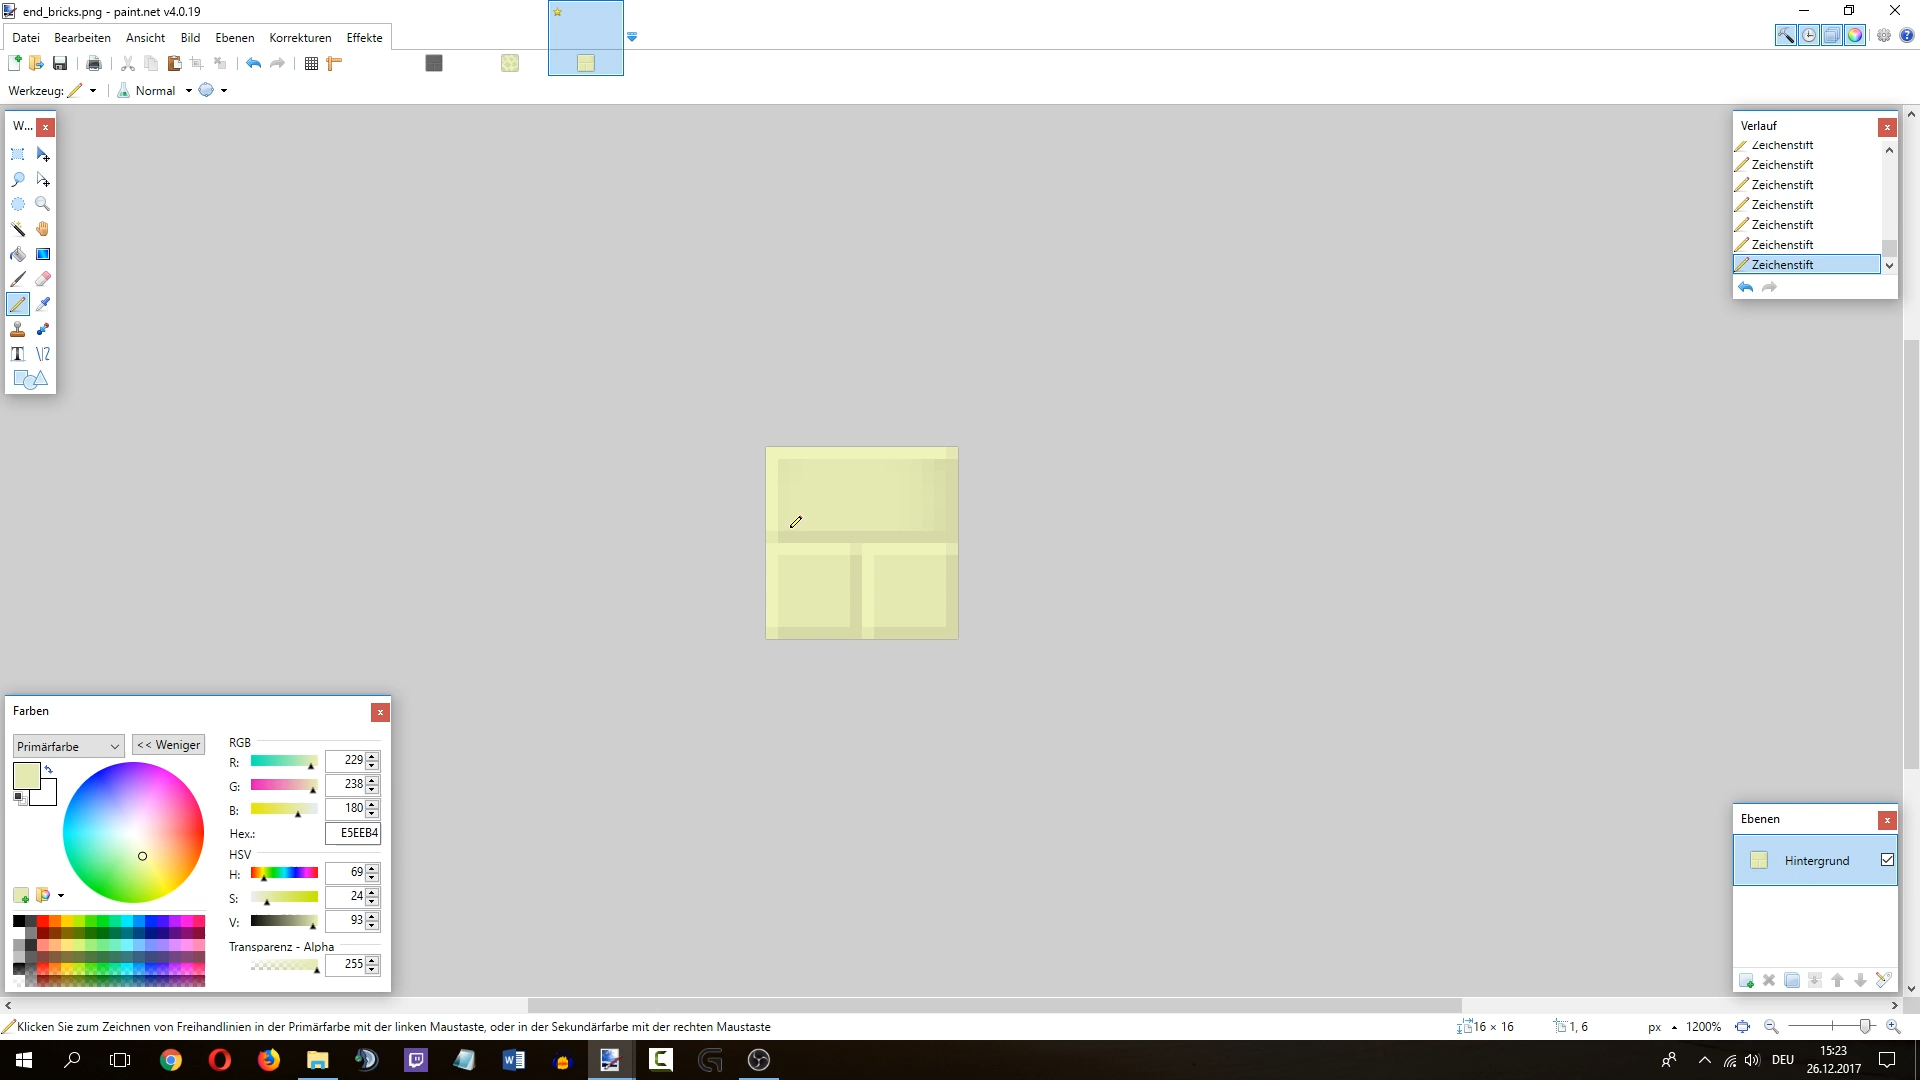 end_bricks.png - paint.net v4.0.19
Datei Bearbeiten Ansicht Bild Ebenen Korrekturen Effekte
Werkzeug: Normal
W...
Verlauf
Zeichenstift
Zeichenstift
Zeichenstift
Zeichenstift
Zeichenstift
Zeichenstift
Zeichenstift
Farben
Primärfarbe << Weniger
RGB
R: 229
G: 238
B: 180
Hex.: E5EEB4
HSV
H: 69
S: 24
V: 93
Transparenz - Alpha
255
Ebenen
Hintergrund
Klicken Sie zum Zeichnen von Freihandlinien in der Primärfarbe mit der linken Maustaste, oder in der Sekundärfarbe mit der rechten Maustaste
16 × 16
1, 6
px
1200%
DEU
15:23
26.12.2017